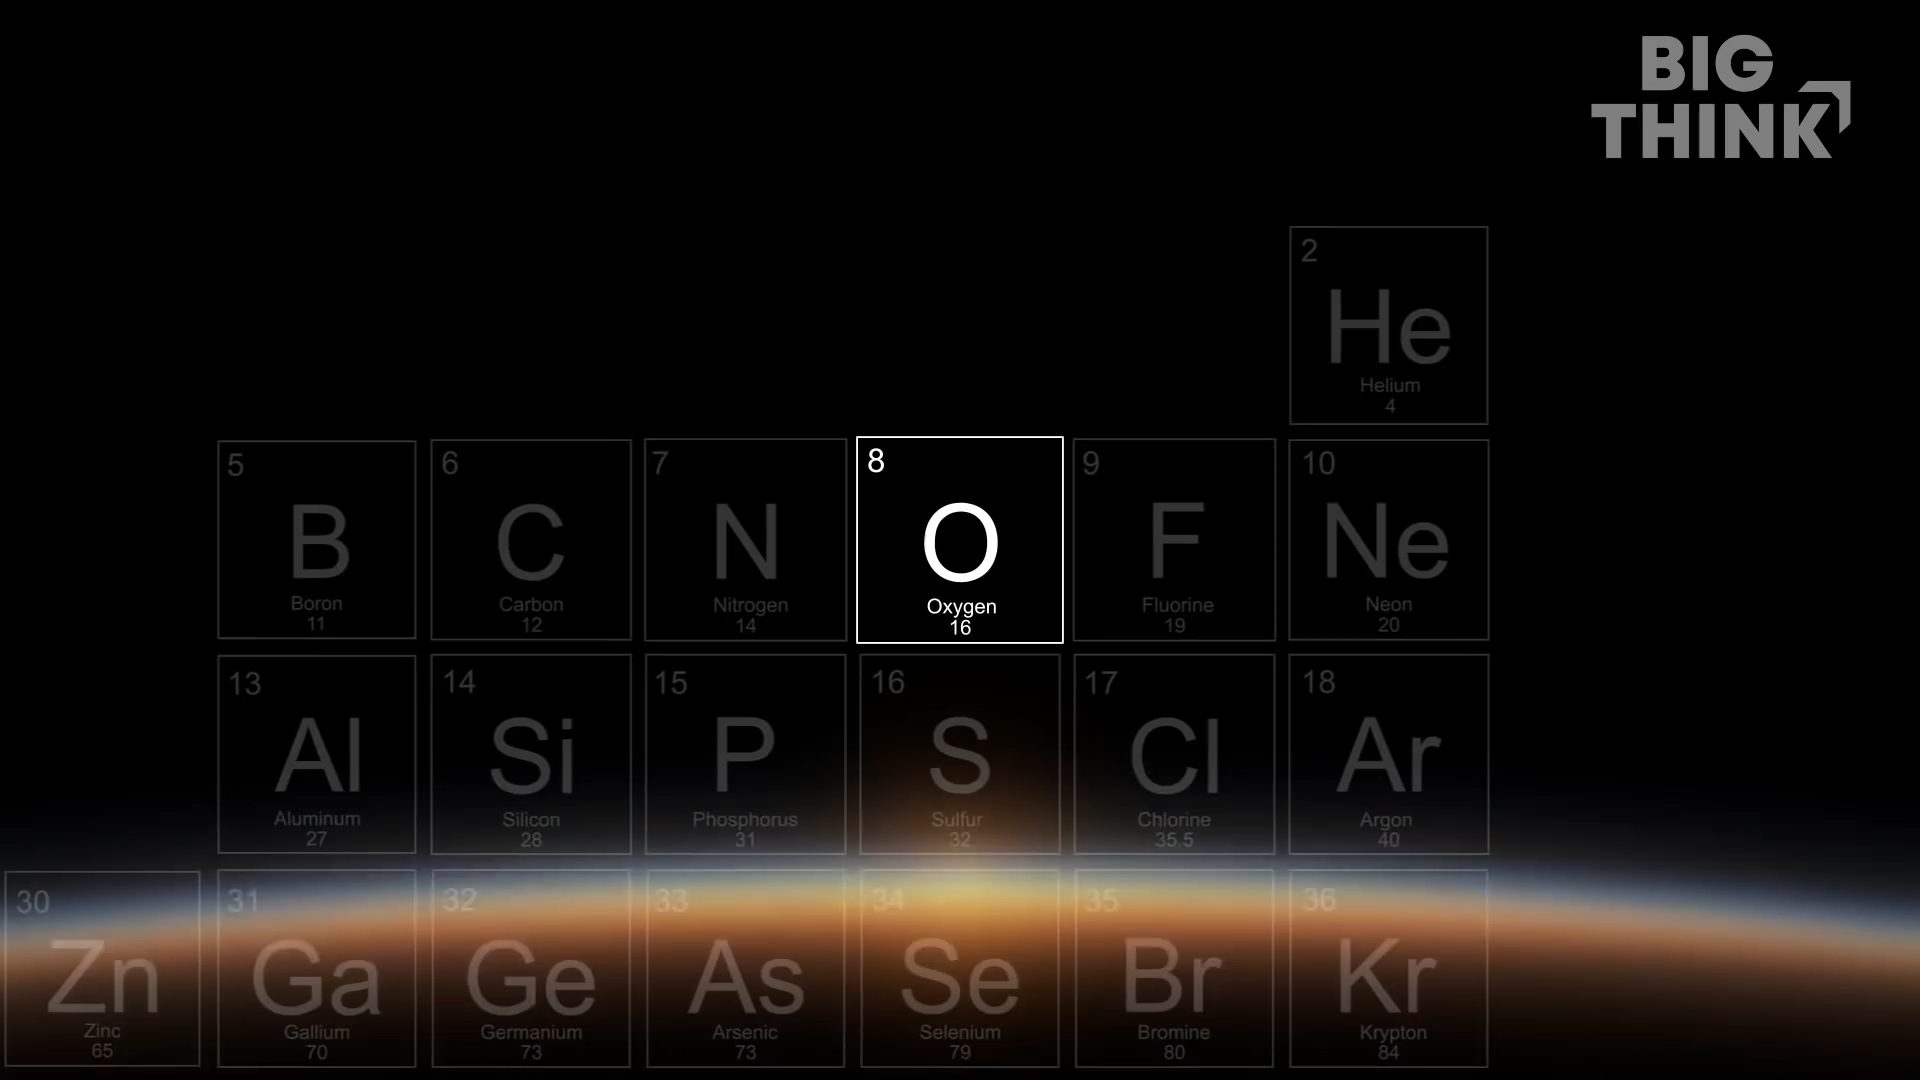 BIG
THINK
2
He
Helium
4
5
B
Boron
11
6
C
Carbon
12
7
N
Nitrogen
14
8
O
Oxygen
16
9
F
Fluorine
19
10
Ne
Neon
20
13
Al
Aluminum
27
14
Si
Silicon
28
15
P
Phosphorus
31
16
S
Sulfur
32
17
Cl
Chlorine
35.5
18
Ar
Argon
40
30
Zn
Zinc
65
31
Ga
Gallium
70
32
Ge
Germanium
73
33
As
Arsenic
73
34
Se
Selenium
79
35
Br
Bromine
80
36
Kr
Krypton
84